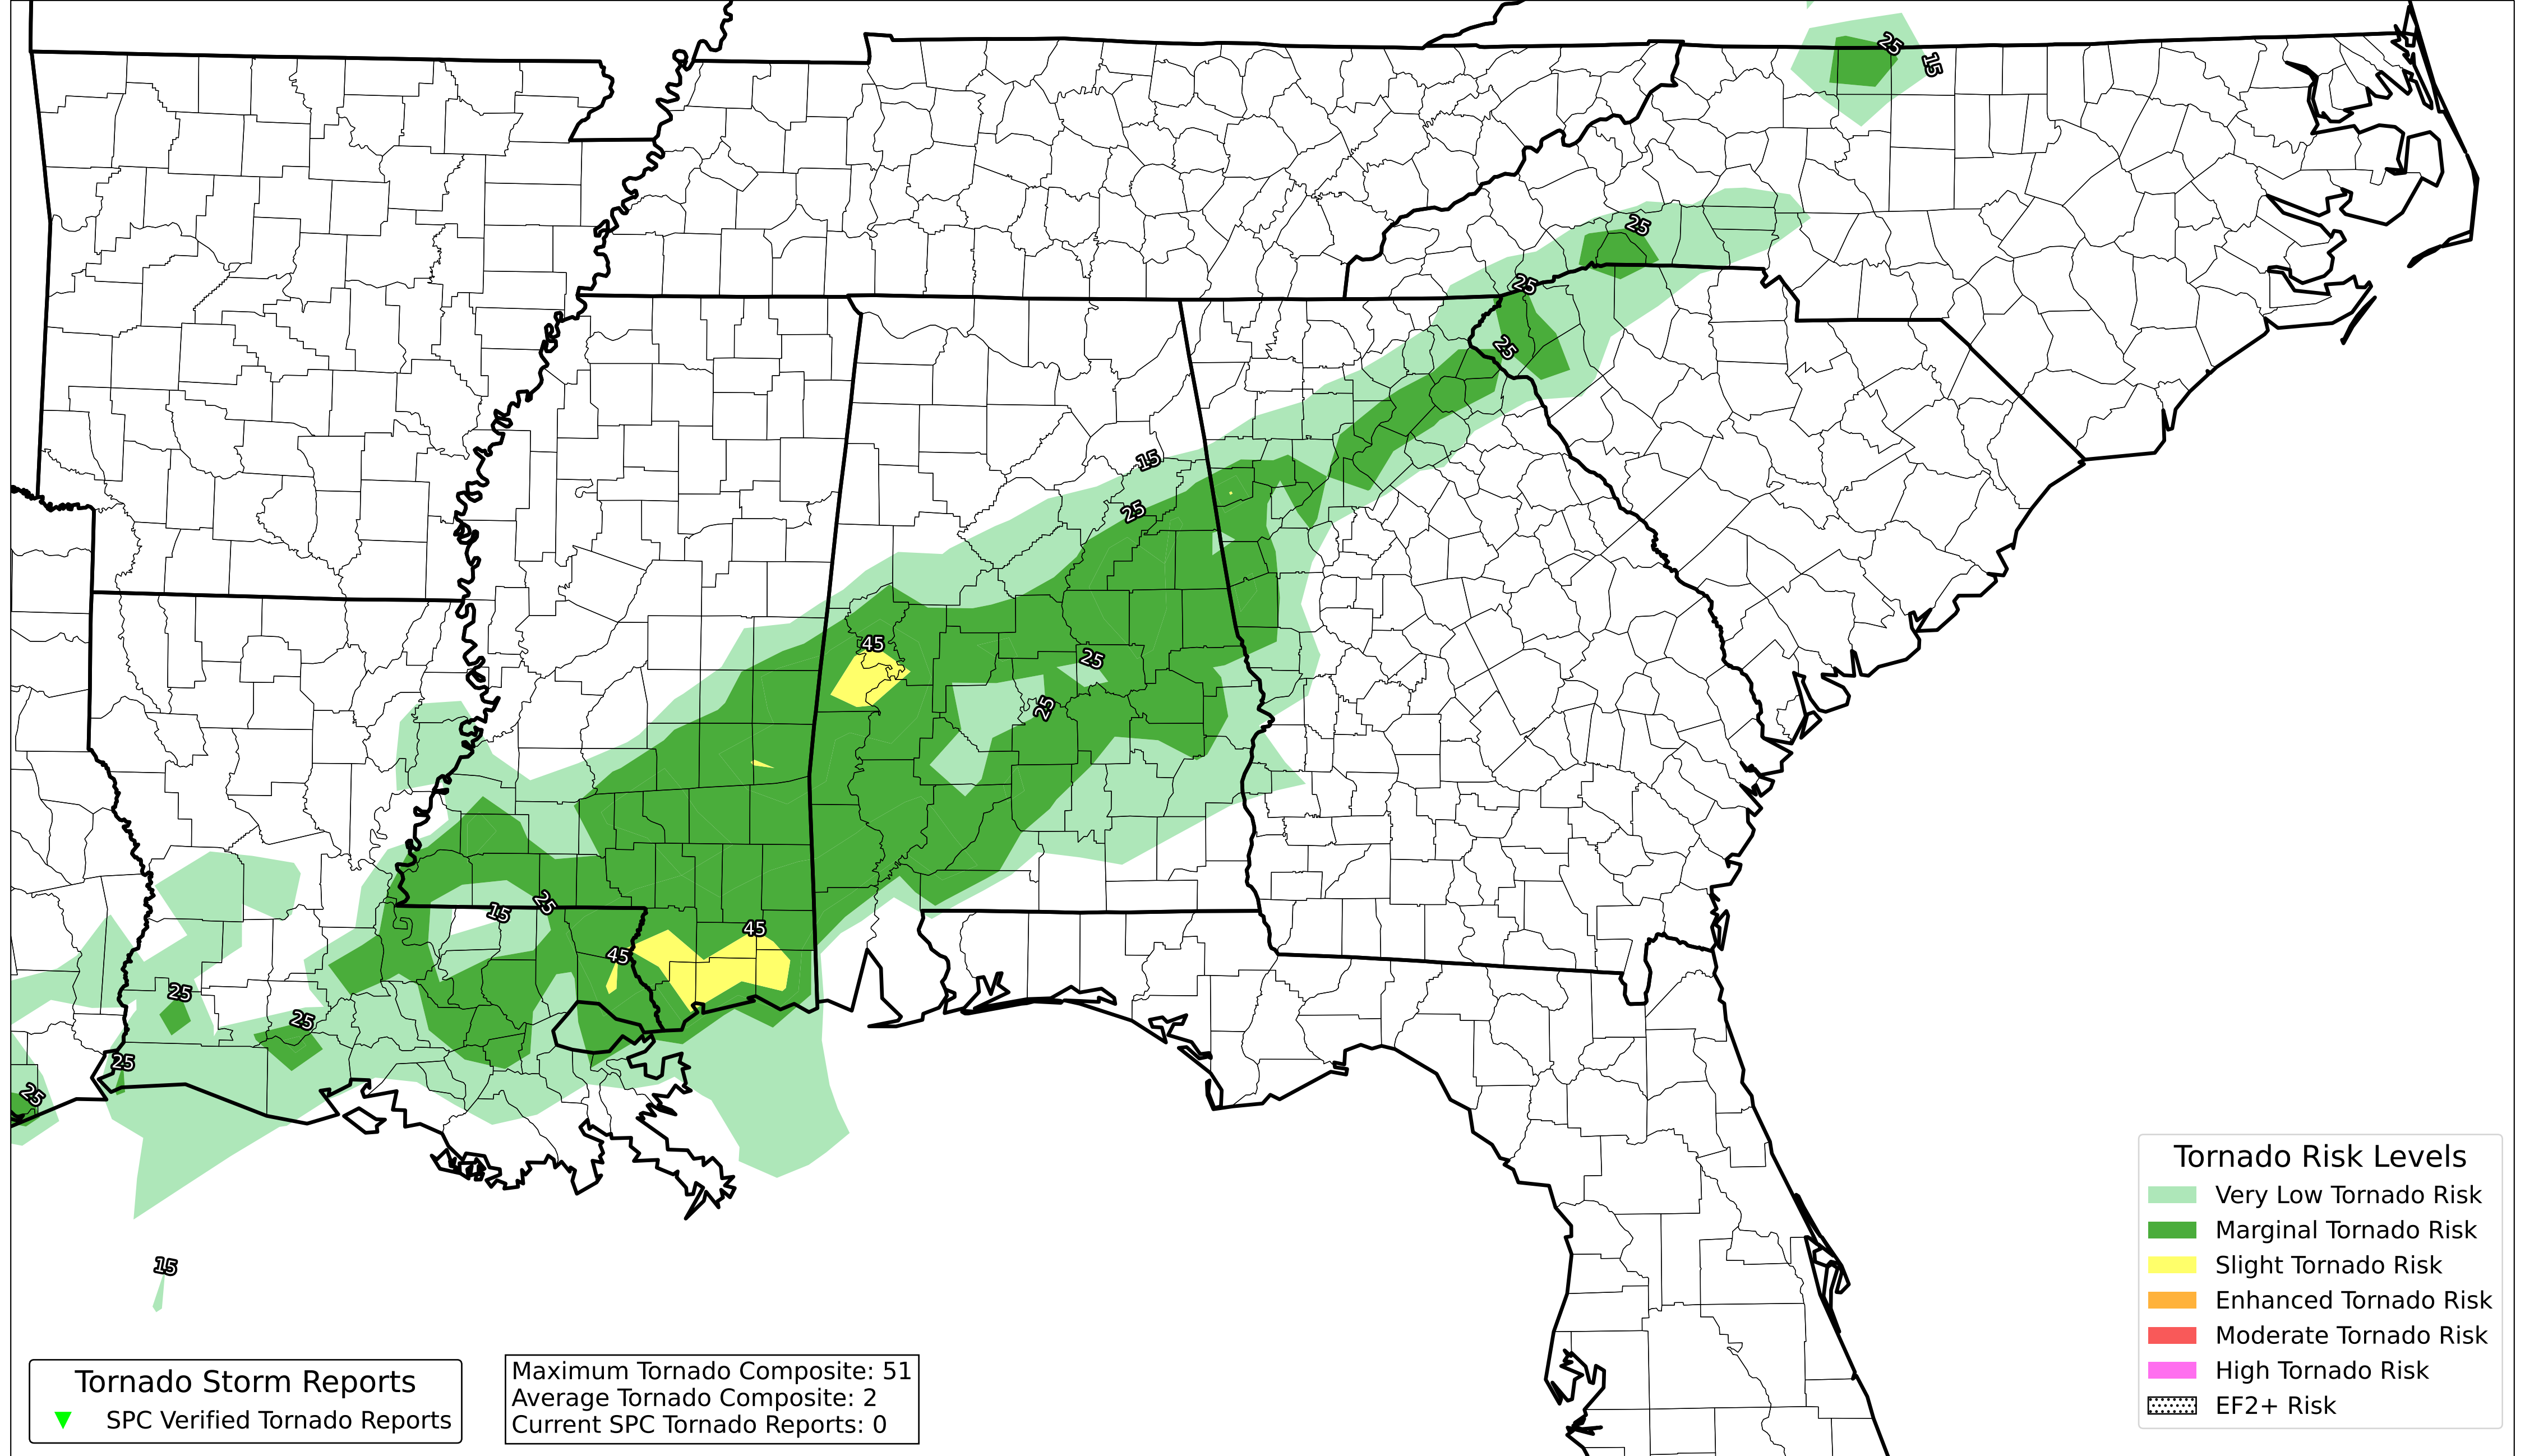 25
15
25
25
25
15
25
45
25
25
25
15
45
45
25
25
25
25
15
Tornado Risk Levels
Very Low Tornado Risk
Marginal Tornado Risk
Slight Tornado Risk
Enhanced Tornado Risk
Moderate Tornado Risk
High Tornado Risk
EF2+ Risk
Tornado Storm Reports
SPC Verified Tornado Reports
Maximum Tornado Composite: 51
Average Tornado Composite: 2
Current SPC Tornado Reports: 0